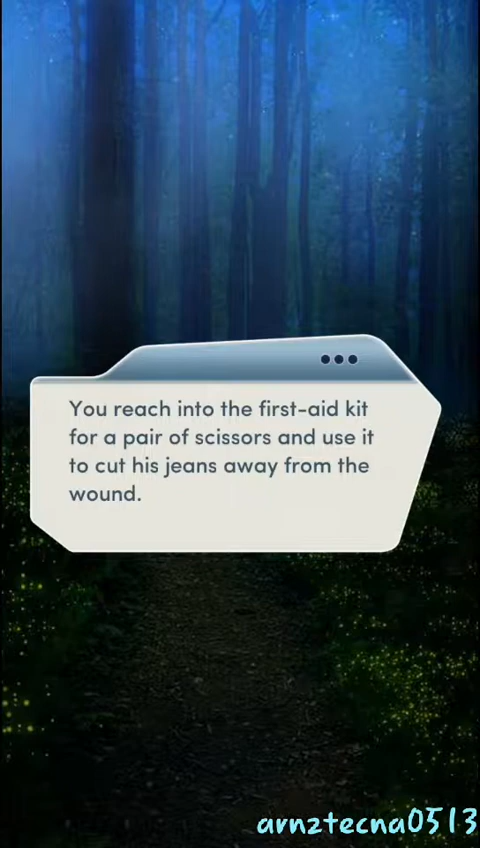 You reach into the first-aid kit
for a pair of scissors and use it
to cut his jeans away from the
wound.
arnztecna0513